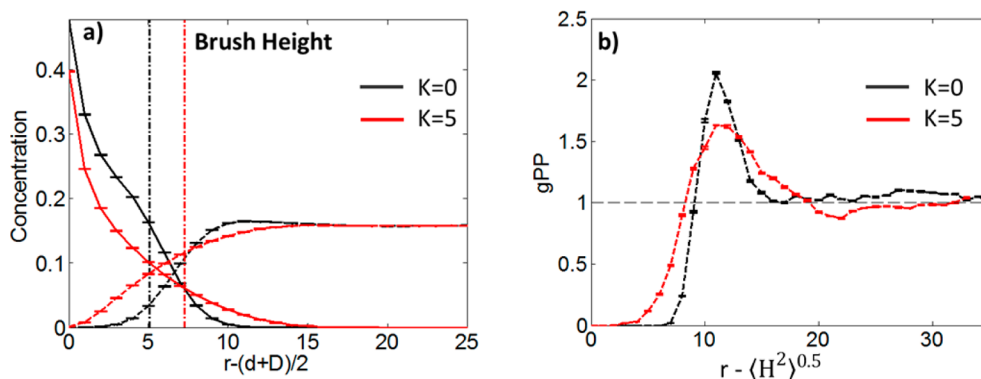 a)
Brush Height
K=0
K=5
Concentration
0.4
0.3
0.2
0.1
0
0 5 10 15 20 25
r-(d+D)/2
b)
K=0
K=5
gPP
2.5
2
1.5
1
0.5
0
0 10 20 30
r - ⟨H²⟩⁰·⁵